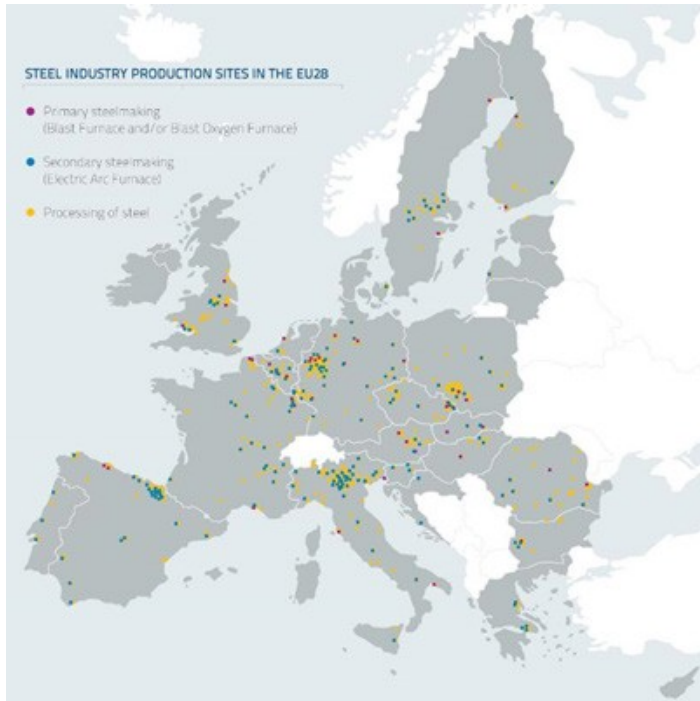 STEEL INDUSTRY PRODUCTION SITES IN THE EU28
Primary steelmaking
(Blast Furnace and/or Blast Oxygen Furnace)
Secondary steelmaking
(Electric Arc Furnace)
Processing of steel